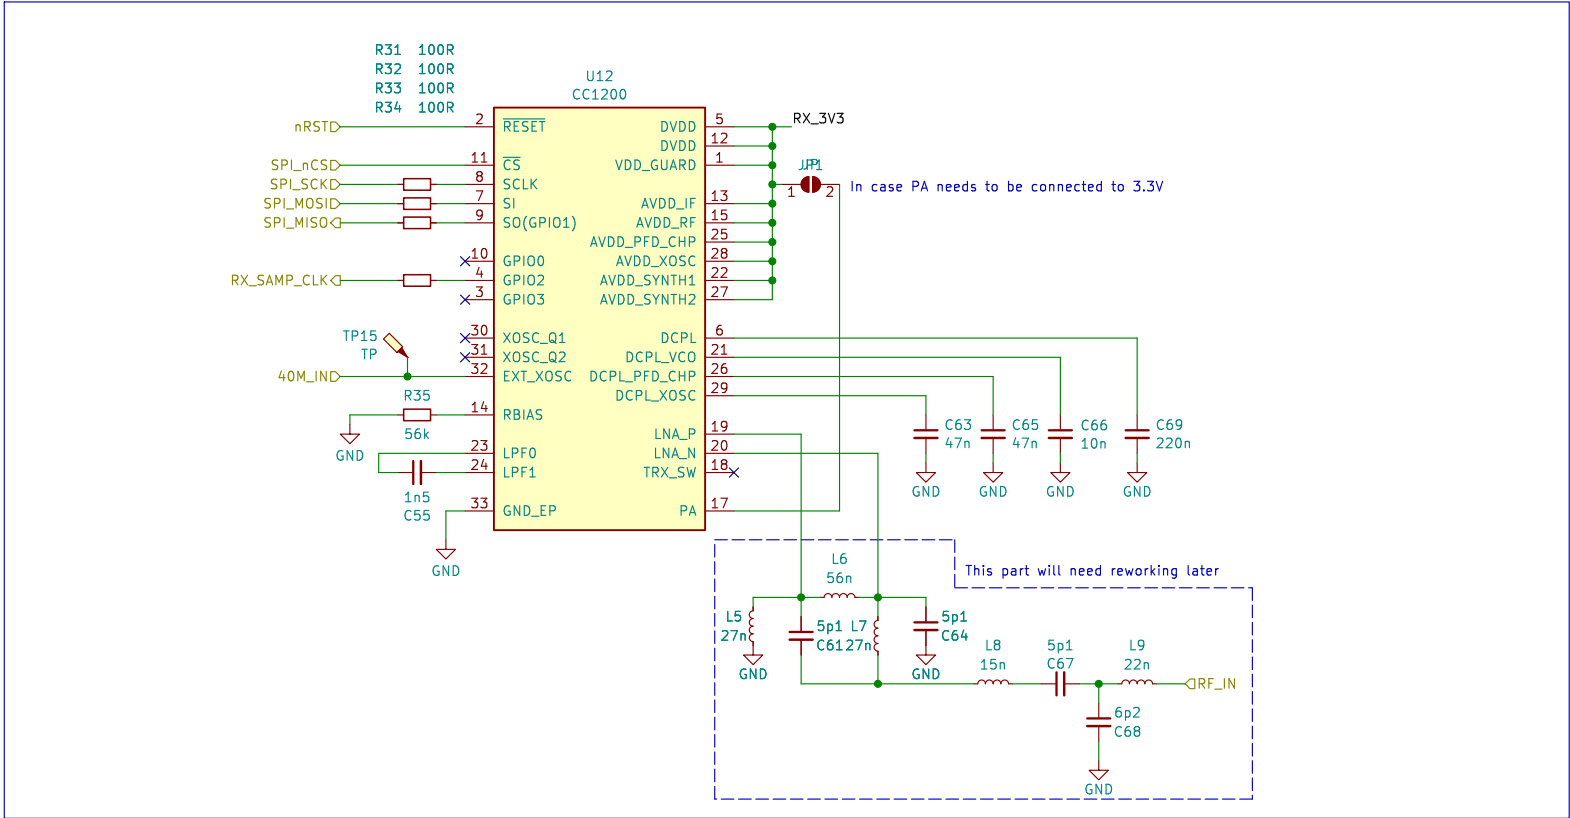 R31 100R
R32 100R
R33 100R
R34 100R
U12
CC1200
nRST
SPI_nCS
SPI_SCK
SPI_MOSI
SPI_MISO
RX_SAMP_CLK
TP15
TP
40M_IN
R35
56k
GND
1n5
C55
GND
2 RESET
11 CS
8 SCLK
7 SI
9 SO(GPIO1)
10 GPIO0
4 GPIO2
3 GPIO3
30 XOSC_Q1
31 XOSC_Q2
32 EXT_XOSC
14 RBIAS
23 LPF0
24 LPF1
33 GND_EP
DVDD 5
DVDD 12
VDD_GUARD 1
AVDD_IF 13
AVDD_RF 15
AVDD_PFD_CHP 25
AVDD_XOSC 28
AVDD_SYNTH1 22
AVDD_SYNTH2 27
DCPL 6
DCPL_VCO 21
DCPL_PFD_CHP 26
DCPL_XOSC 29
LNA_P 19
LNA_N 20
TRX_SW 18
PA 17
RX_3V3
JP1
1 2
In case PA needs to be connected to 3.3V
C63
47n
GND
C65
47n
GND
C66
10n
GND
C69
220n
GND
This part will need reworking later
L6
56n
L5
27n
GND
5p1
C61
L7
27n
5p1
C64
GND
L8
15n
5p1
C67
L9
22n
RF_IN
6p2
C68
GND